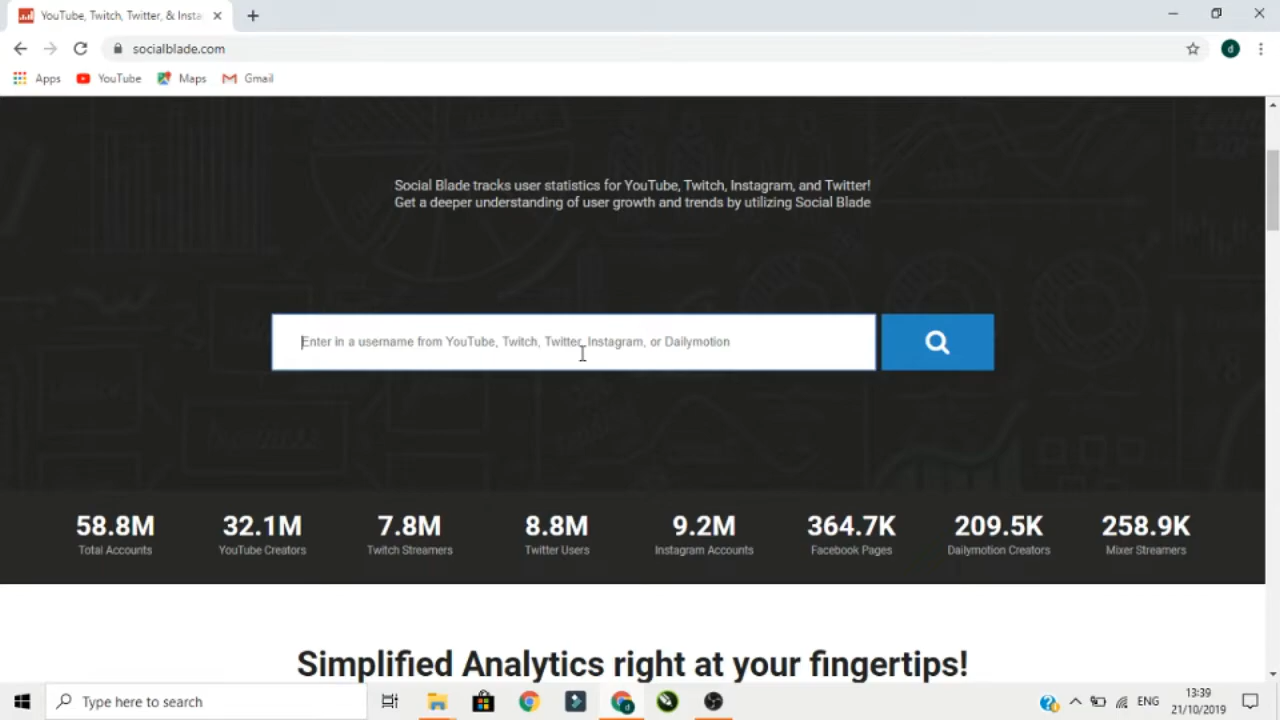 YouTube, Twitch, Twitter, & Insta
socialblade.com
d
Apps YouTube Maps Gmail
Social Blade tracks user statistics for YouTube, Twitch, Instagram, and Twitter!
Get a deeper understanding of user growth and trends by utilizing Social Blade
Enter in a username from YouTube, Twitch, Twitter, Instagram, or Dailymotion
58.8M 32.1M 7.8M 8.8M 9.2M 364.7K 209.5K 258.9K
Total Accounts YouTube Creators Twitch Streamers Twitter Users Instagram Accounts Facebook Pages Dailymotion Creators Mixer Streamers
Simplified Analytics right at your fingertips!
Type here to search
ENG
13:39
21/10/2019